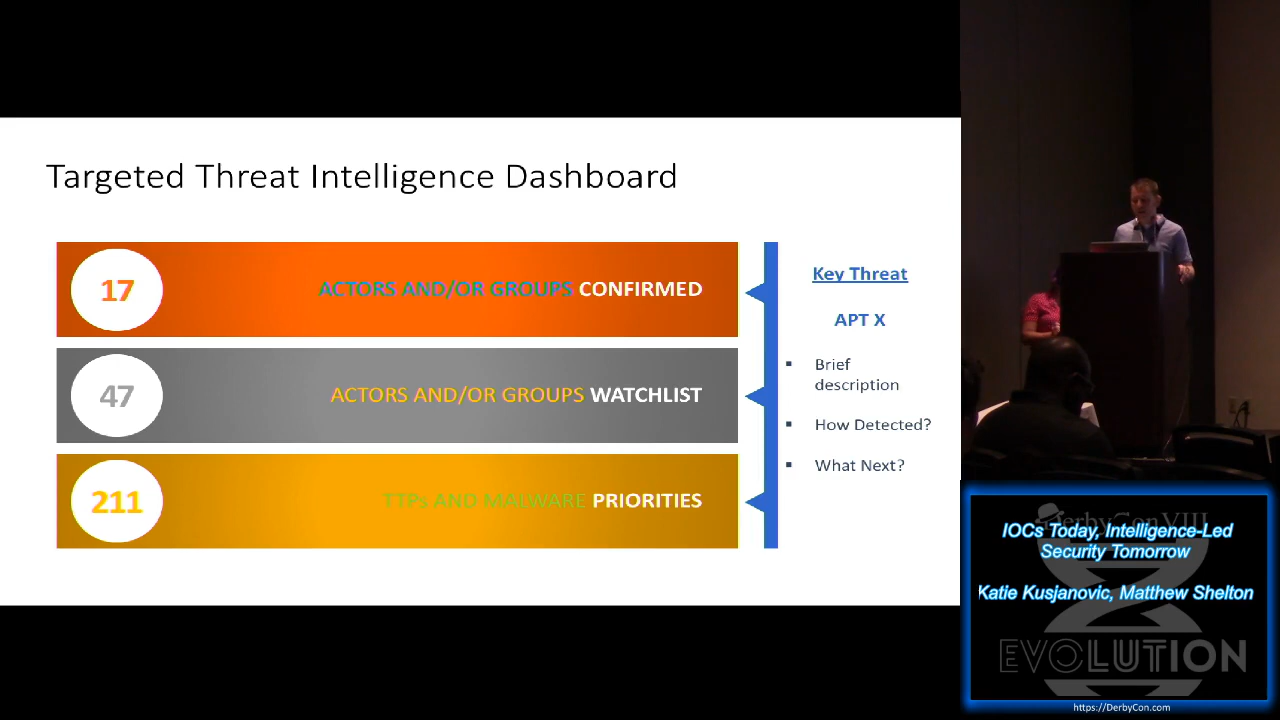 Targeted Threat Intelligence Dashboard
17
ACTORS AND/OR GROUPS CONFIRMED
47
ACTORS AND/OR GROUPS WATCHLIST
211
TTPs AND MALWARE PRIORITIES
Key Threat
APT X
▪ Brief
description
▪ How Detected?
▪ What Next?
DerbyCon VIII
IOCs Today, Intelligence-Led
Security Tomorrow
Katie Kusjanovic, Matthew Shelton
EVOLUTION
https://DerbyCon.com